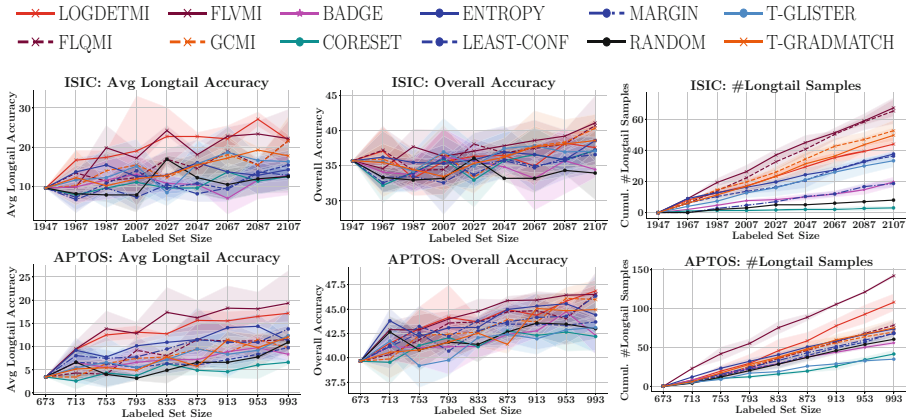 LOGDETMI FLVMI BADGE ENTROPY MARGIN T-GLISTER
FLQMI GCMI CORESET LEAST-CONF RANDOM T-GRADMATCH
ISIC: Avg Longtail Accuracy
Avg Longtail Accuracy
30
20
10
1947 1967 1987 2007 2027 2047 2067 2087 2107
Labeled Set Size
ISIC: Overall Accuracy
Overall Accuracy
45
40
35
30
1947 1967 1987 2007 2027 2047 2067 2087 2107
Labeled Set Size
ISIC: #Longtail Samples
Cumul. #Longtail Samples
60
40
20
0
1947 1967 1987 2007 2027 2047 2067 2087 2107
Labeled Set Size
APTOS: Avg Longtail Accuracy
Avg Longtail Accuracy
25
20
15
10
5
0
673 713 753 793 833 873 913 953 993
Labeled Set Size
APTOS: Overall Accuracy
Overall Accuracy
45.0
42.5
40.0
37.5
673 713 753 793 833 873 913 953 993
Labeled Set Size
APTOS: #Longtail Samples
Cumul. #Longtail Samples
150
100
50
0
673 713 753 793 833 873 913 953 993
Labeled Set Size